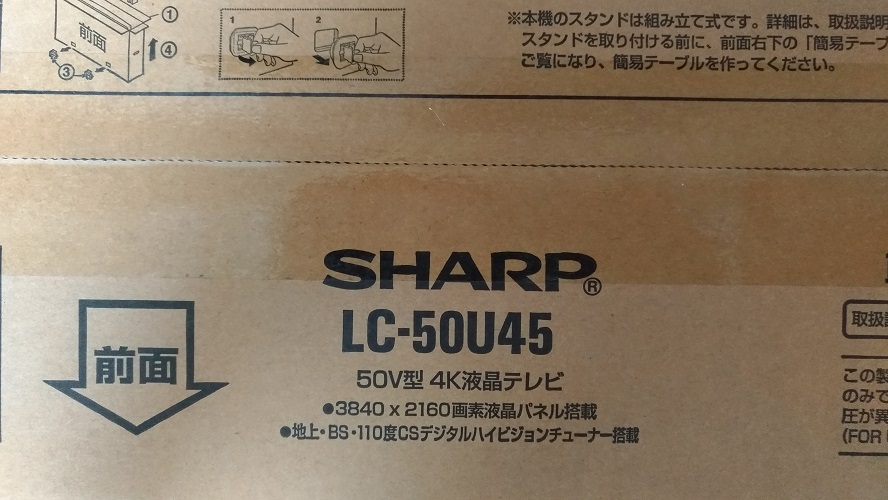 前面
①
④
③
1
2
※本機のスタンドは組み立て式です。詳細は、取扱説明
スタンドを取り付ける前に、前面右下の「簡易テーブ
ご覧になり、簡易テーブルを作ってください。
SHARP®
LC-50U45
50V型 4K液晶テレビ
●3840 x 2160画素液晶パネル搭載
●地上・BS・110度CSデジタルハイビジョンチューナー搭載
前面
取扱説
この製
のみで
圧が異
(FOR